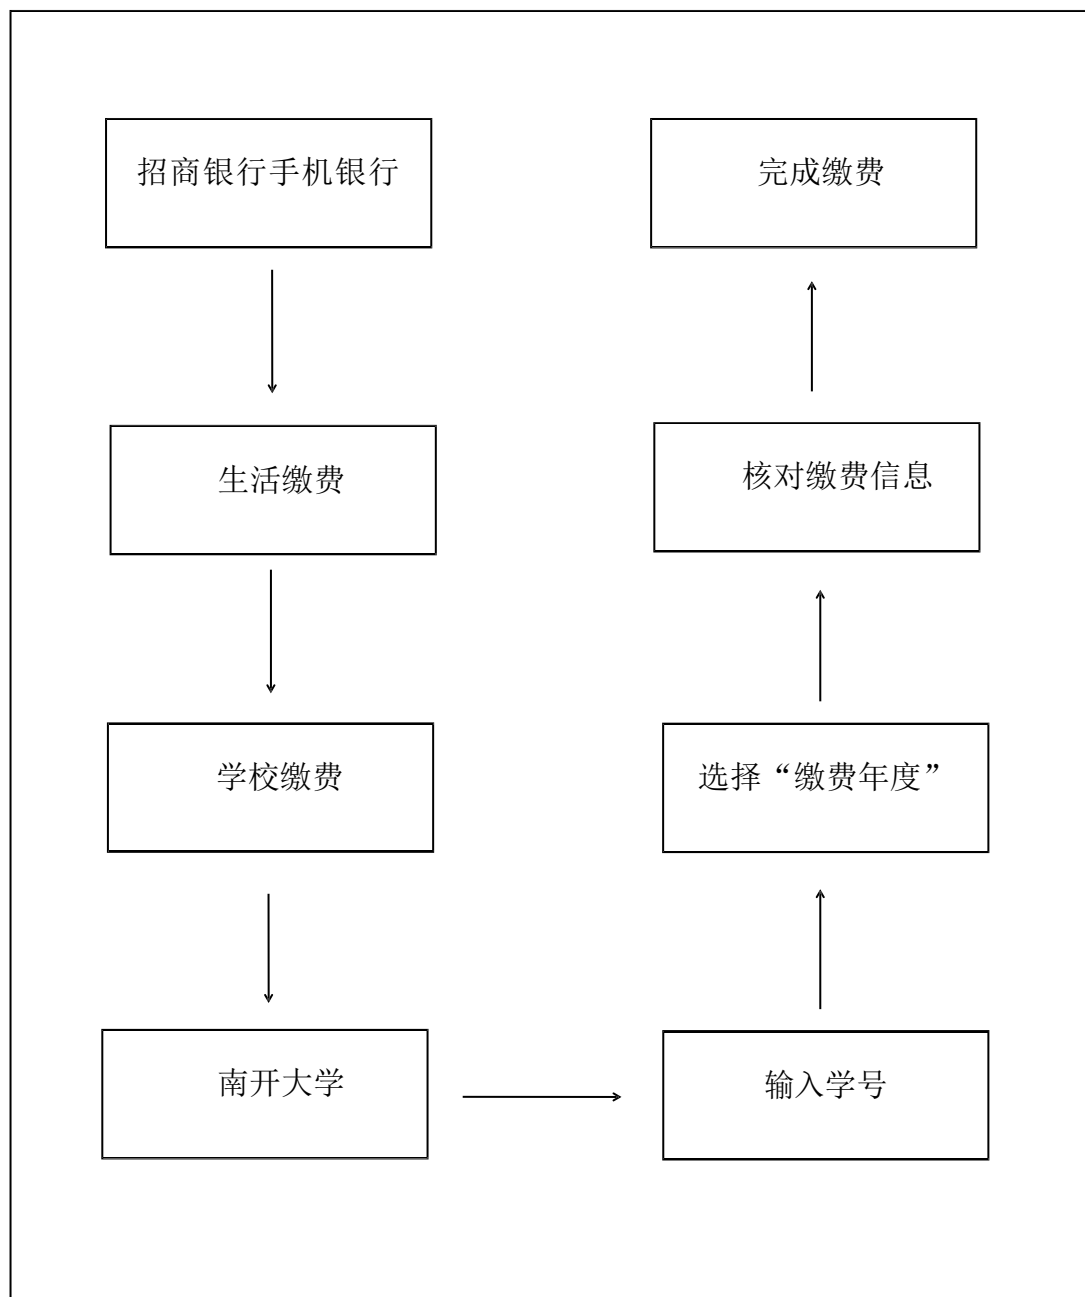 招商银行手机银行
生活缴费
学校缴费
南开大学
输入学号
选择“缴费年度”
核对缴费信息
完成缴费